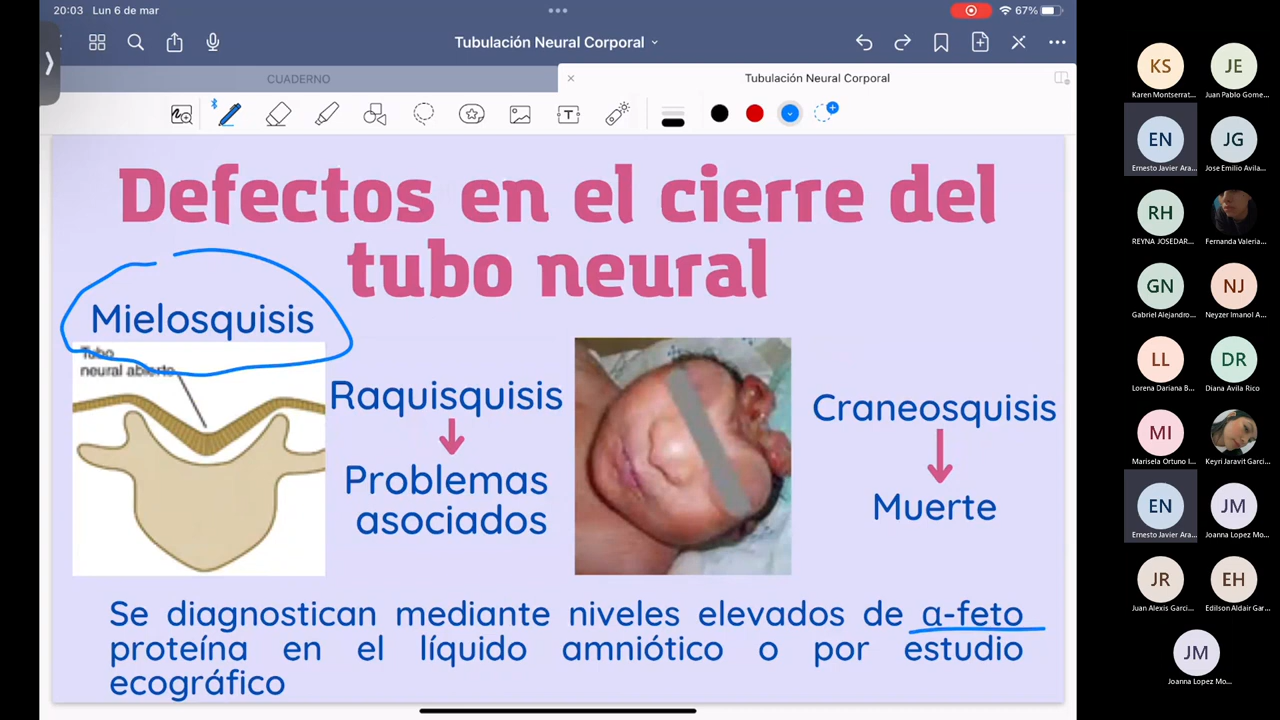 20:03 Lun 6 de mar
67%
Tubulación Neural Corporal
CUADERNO
Tubulación Neural Corporal
Defectos en el cierre del
tubo neural
Mielosquisis
Tubo
neural abierto
Raquisquisis
Problemas
asociados
Craneosquisis
Muerte
Se diagnostican mediante niveles elevados de α-feto
proteína en el líquido amniótico o por estudio
ecográfico
KS
Karen Montserrat...
JE
Juan Pablo Gome...
EN
Ernesto Javier Ara...
JG
Jose Emilio Avila...
RH
REYNA JOSEDAR...
Fernanda Valeria...
GN
Gabriel Alejandro...
NJ
Neyzer Imanol A...
LL
Lorena Dariana B...
DR
Diana Avila Rico
MI
Marisela Ortuno I...
Keyri Jaravit Garci...
EN
Ernesto Javier Ara...
JM
Joanna Lopez Mo...
JR
Juan Alexis Garci...
EH
Edilson Aldair Gar...
JM
Joanna Lopez Mo...